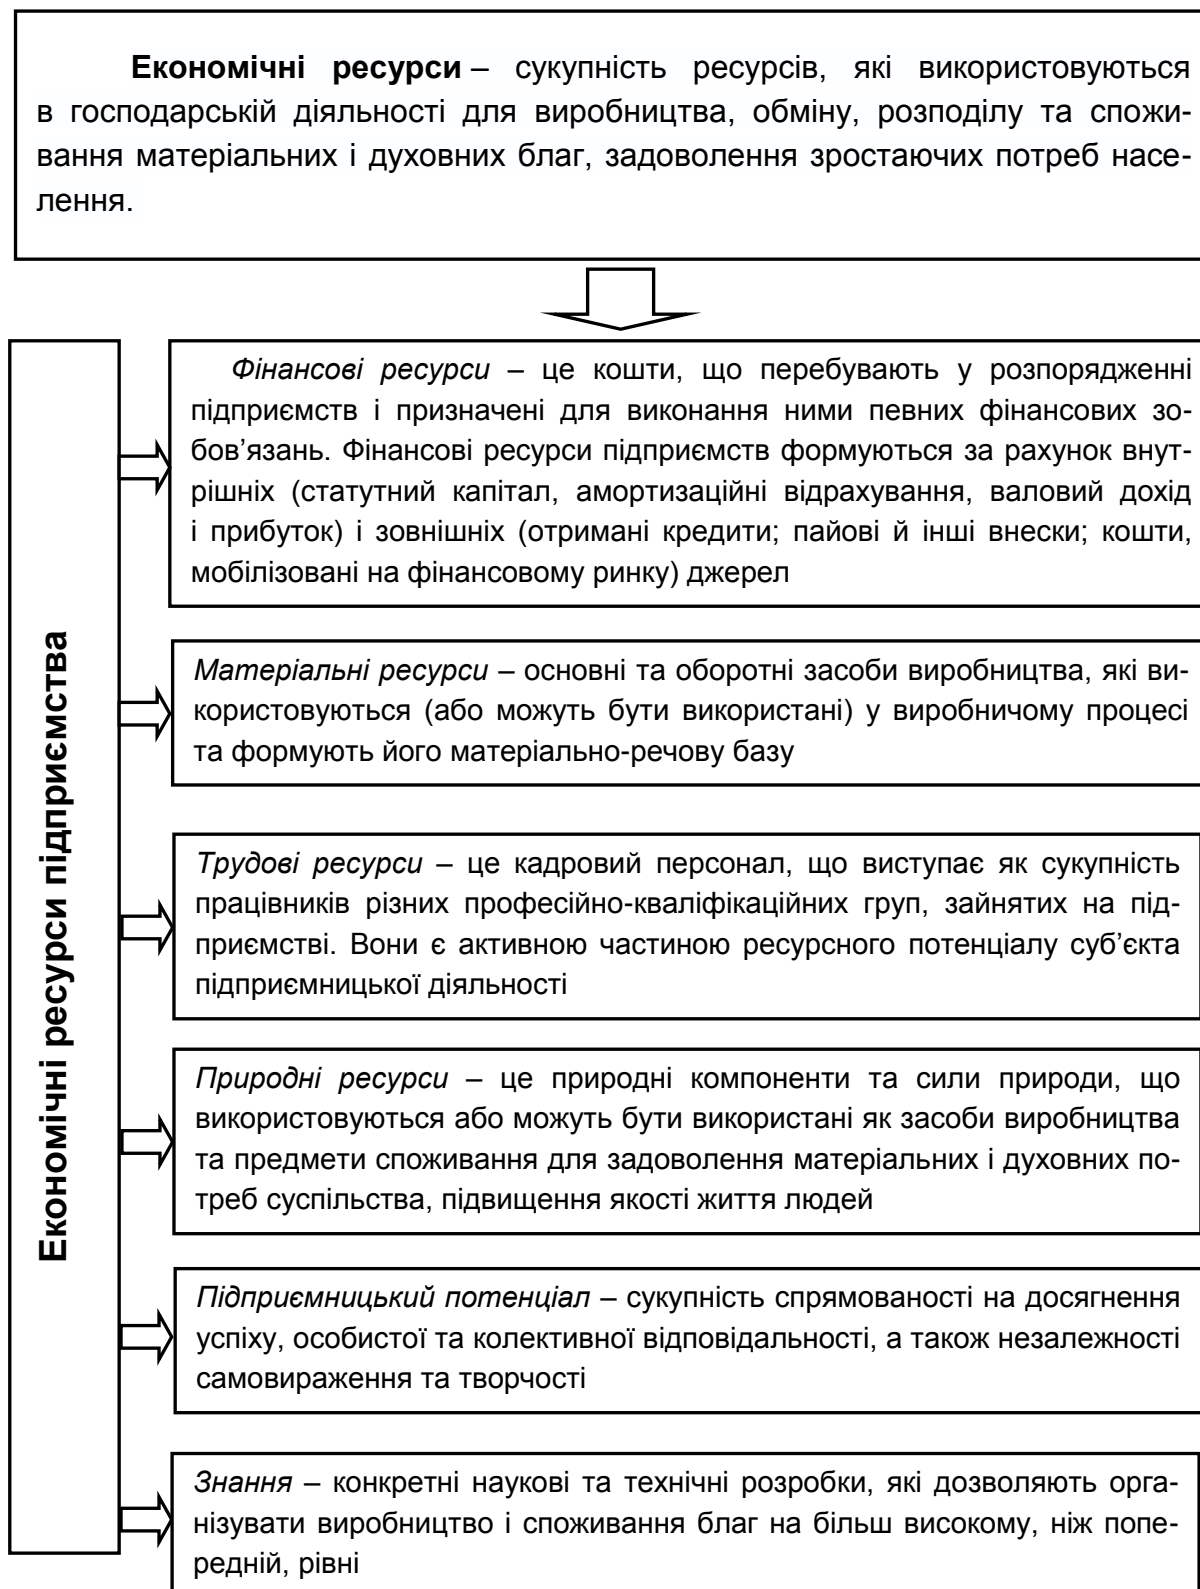 Економічні ресурси – сукупність ресурсів, які використовуються
в господарській діяльності для виробництва, обміну, розподілу та спожи-
вання матеріальних і духовних благ, задоволення зростаючих потреб насе-
лення.
Економічні ресурси підприємства
Фінансові ресурси – це кошти, що перебувають у розпорядженні
підприємств і призначені для виконання ними певних фінансових зо-
бов’язань. Фінансові ресурси підприємств формуються за рахунок внут-
рішніх (статутний капітал, амортизаційні відрахування, валовий дохід
і прибуток) і зовнішніх (отримані кредити; пайові й інші внески; кошти,
мобілізовані на фінансовому ринку) джерел
Матеріальні ресурси – основні та оборотні засоби виробництва, які ви-
користовуються (або можуть бути використані) у виробничому процесі
та формують його матеріально-речову базу
Трудові ресурси – це кадровий персонал, що виступає як сукупність
працівників різних професійно-кваліфікаційних груп, зайнятих на під-
приємстві. Вони є активною частиною ресурсного потенціалу суб’єкта
підприємницької діяльності
Природні ресурси – це природні компоненти та сили природи, що
використовуються або можуть бути використані як засоби виробництва
та предмети споживання для задоволення матеріальних і духовних по-
треб суспільства, підвищення якості життя людей
Підприємницький потенціал – сукупність спрямованості на досягнення
успіху, особистої та колективної відповідальності, а також незалежності
самовираження та творчості
Знання – конкретні наукові та технічні розробки, які дозволяють орга-
нізувати виробництво і споживання благ на більш високому, ніж попе-
редній, рівні